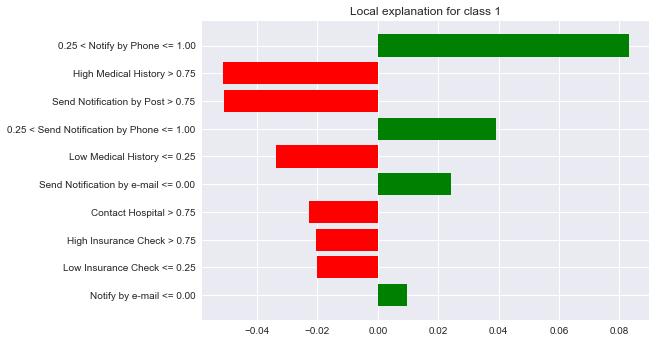 Local explanation for class 1
0.25 < Notify by Phone <= 1.00
High Medical History > 0.75
Send Notification by Post > 0.75
0.25 < Send Notification by Phone <= 1.00
Low Medical History <= 0.25
Send Notification by e-mail <= 0.00
Contact Hospital > 0.75
High Insurance Check > 0.75
Low Insurance Check <= 0.25
Notify by e-mail <= 0.00
−0.04 −0.02 0.00 0.02 0.04 0.06 0.08